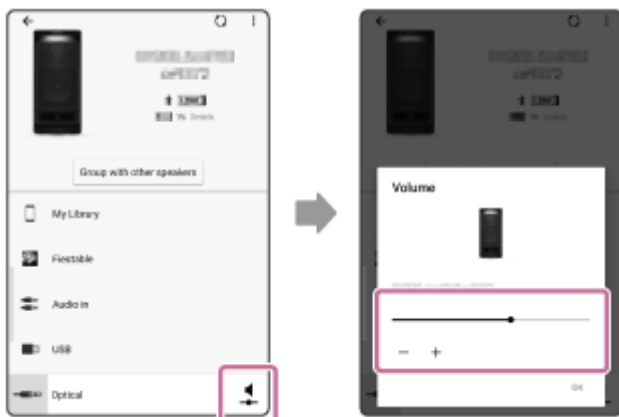 Group with other speakers
My Library
Fiestable
Audio in
USB
Optical
Volume
- +
OK